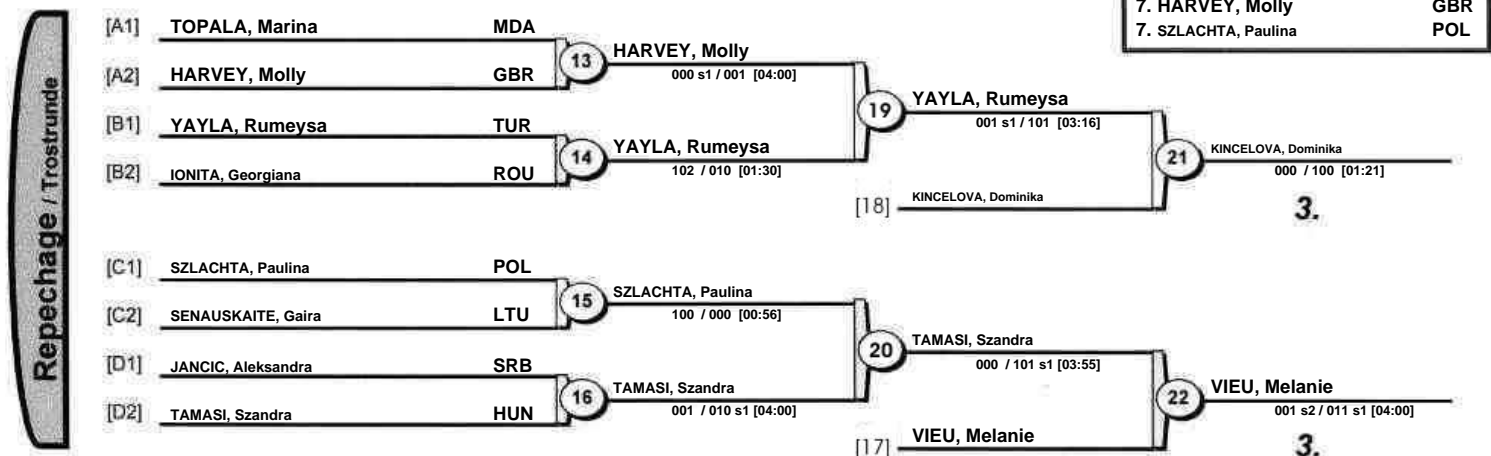 7. HARVEY, Molly GBR
7. SZLACHTA, Paulina POL
Repechage / Trostrunde
[A1] TOPALA, Marina MDA
[A2] HARVEY, Molly GBR
13
HARVEY, Molly
000 s1 / 001 [04:00]
[B1] YAYLA, Rumeysa TUR
[B2] IONITA, Georgiana ROU
14
YAYLA, Rumeysa
102 / 010 [01:30]
19
YAYLA, Rumeysa
001 s1 / 101 [03:16]
[18] KINCELOVA, Dominika
21
KINCELOVA, Dominika
000 / 100 [01:21]
3.
[C1] SZLACHTA, Paulina POL
[C2] SENAUSKAITE, Gaira LTU
15
SZLACHTA, Paulina
100 / 000 [00:56]
[D1] JANCIC, Aleksandra SRB
[D2] TAMASI, Szandra HUN
16
TAMASI, Szandra
001 / 010 s1 [04:00]
20
TAMASI, Szandra
000 / 101 s1 [03:55]
[17] VIEU, Melanie
22
VIEU, Melanie
001 s2 / 011 s1 [04:00]
3.